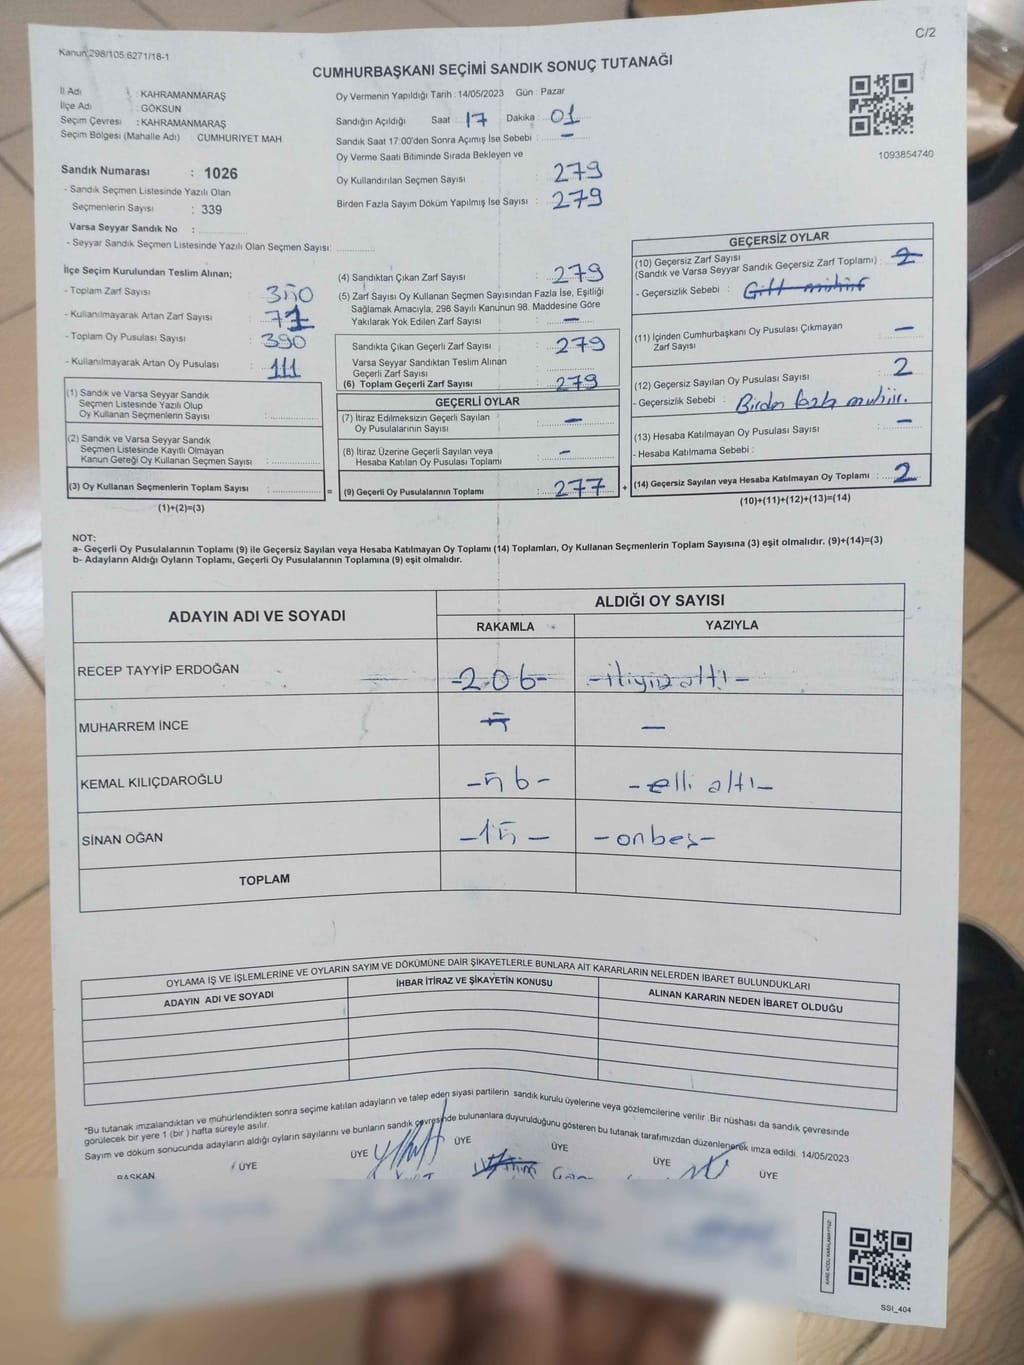 C/2
Kanun:298/105;6271/18-1
CUMHURBAŞKANI SEÇİMİ SANDIK SONUÇ TUTANAĞI
İl Adı : KAHRAMANMARAŞ
İlçe Adı : GÖKSUN
Seçim Çevresi : KAHRAMANMARAŞ
Seçim Bölgesi (Mahalle Adı) : CUMHURIYET MAH
Sandık Numarası : 1026
- Sandık Seçmen Listesinde Yazılı Olan
Seçmenlerin Sayısı : 339
Varsa Seyyar Sandık No :
- Seyyar Sandık Seçmen Listesinde Yazılı Olan Seçmen Sayısı:
Oy Vermenin Yapıldığı Tarih : 14/05/2023 Gün : Pazar
Sandığın Açıldığı Saat 17 Dakika 01
Sandık Saat 17:00'den Sonra Açımış İse Sebebi : —
Oy Verme Saati Bitiminde Sırada Bekleyen ve
Oy Kullandırılan Seçmen Sayısı : 279
Birden Fazla Sayım Döküm Yapılmış İse Sayısı : 279
1093854740
İlçe Seçim Kurulundan Teslim Alınan;
- Toplam Zarf Sayısı : 350
- Kullanılmayarak Artan Zarf Sayısı : 71
- Toplam Oy Pusulası Sayısı : 390
- Kullanılmayarak Artan Oy Pusulası : 111
(1) Sandık ve Varsa Seyyar Sandık
Seçmen Listesinde Yazılı Olup
Oy Kullanan Seçmenlerin Sayısı :
(2) Sandık ve Varsa Seyyar Sandık
Seçmen Listesinde Kayıtlı Olmayan
Kanun Gereği Oy Kullanan Seçmen Sayısı :
(3) Oy Kullanan Seçmenlerin Toplam Sayısı : =
(1)+(2)=(3)
(4) Sandıktan Çıkan Zarf Sayısı : 279
(5) Zarf Sayısı Oy Kullanan Seçmen Sayısından Fazla İse, Eşitliği
Sağlamak Amacıyla, 298 Sayılı Kanunun 98. Maddesine Göre
Yakılarak Yok Edilen Zarf Sayısı : —
Sandıkta Çıkan Geçerli Zarf Sayısı : 279
Varsa Seyyar Sandıktan Teslim Alınan
Geçerli Zarf Sayısı :
(6) Toplam Geçerli Zarf Sayısı : 279
GEÇERLİ OYLAR
(7) İtiraz Edilmeksizin Geçerli Sayılan
Oy Pusulalarının Sayısı : —
(8) İtiraz Üzerine Geçerli Sayılan veya
Hesaba Katılan Oy Pusulası Toplamı : —
(9) Geçerli Oy Pusulalarının Toplamı : 277 +
GEÇERSİZ OYLAR
(10) Geçersiz Zarf Sayısı
(Sandık ve Varsa Seyyar Sandık Geçersiz Zarf Toplamı) : 2
- Geçersizlik Sebebi :
(11) İçinden Cumhurbaşkanı Oy Pusulası Çıkmayan
Zarf Sayısı : —
(12) Geçersiz Sayılan Oy Pusulası Sayısı : 2
- Geçersizlik Sebebi : Birden fazla mühür.
(13) Hesaba Katılmayan Oy Pusulası Sayısı : —
- Hesaba Katılmama Sebebi :
(14) Geçersiz Sayılan veya Hesaba Katılmayan Oy Toplamı : 2
(10)+(11)+(12)+(13)=(14)
NOT:
a- Geçerli Oy Pusulalarının Toplamı (9) ile Geçersiz Sayılan veya Hesaba Katılmayan Oy Toplamı (14) Toplamları, Oy Kullanan Seçmenlerin Toplam Sayısına (3) eşit olmalıdır. (9)+(14)=(3)
b- Adayların Aldığı Oyların Toplamı, Geçerli Oy Pusulalarının Toplamına (9) eşit olmalıdır.
ADAYIN ADI VE SOYADI
ALDIĞI OY SAYISI
RAKAMLA YAZIYLA
RECEP TAYYİP ERDOĞAN -206- -ikiyüzaltı-
MUHARREM İNCE —
KEMAL KILIÇDAROĞLU -56- -elli altı-
SİNAN OĞAN -15- -onbeş-
TOPLAM
OYLAMA İŞ VE İŞLEMLERİNE VE OYLARIN SAYIM VE DÖKÜMÜNE DAİR ŞİKAYETLERLE BUNLARA AİT KARARLARIN NELERDEN İBARET BULUNDUKLARI
ADAYIN ADI VE SOYADI İHBAR İTİRAZ VE ŞİKAYETİN KONUSU ALINAN KARARIN NEDEN İBARET OLDUĞU
"Bu tutanak imzalandıktan ve mühürlendikten sonra seçime katılan adayların ve talep eden siyasi partilerin sandık kurulu üyelerine veya gözlemcilerine verilir .Bir nüshası da sandık çevresinde
görülecek bir yere 1 (bir ) hafta süreyle asılır.
Sayım ve döküm sonucunda adayların aldığı oyların sayılarını ve bunların sandık çevresinde bulunanlara duyurulduğunu gösteren bu tutanak tarafımızdan düzenlenerek imza edildi. 14/05/2023
BAŞKAN ÜYE ÜYE ÜYE ÜYE ÜYE ÜYE
SSI_404